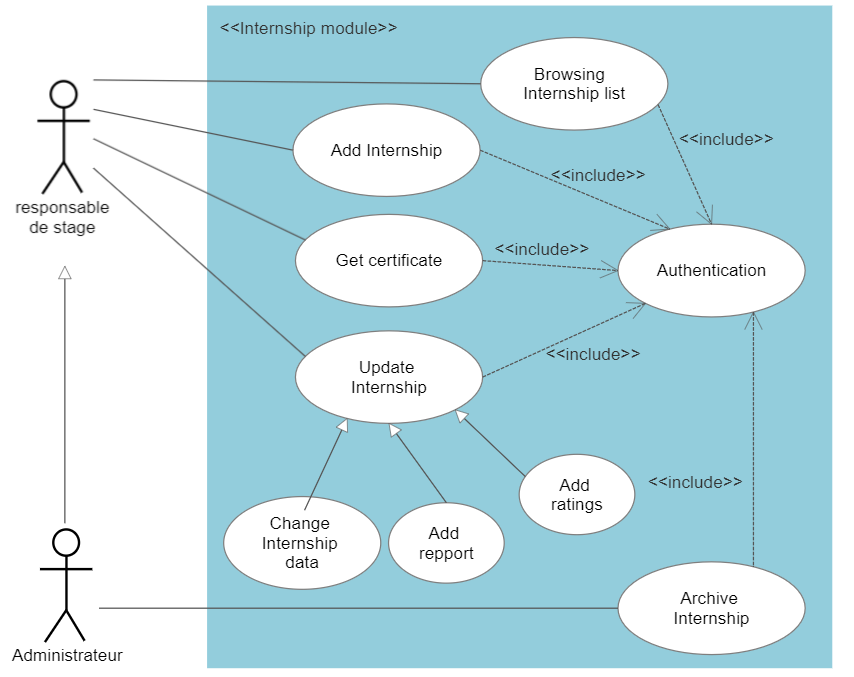 <<Internship module>>
Browsing
Internship list
<<include>>
Add Internship
<<include>>
responsable
de stage
<<include>>
Get certificate
Authentication
<<include>>
Update
Internship
Add
ratings
<<include>>
Change
Internship
data
Add
repport
Archive
Internship
Administrateur